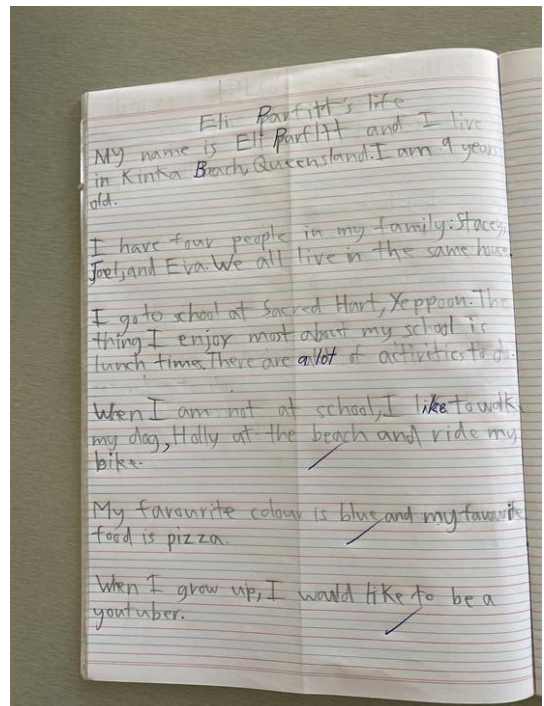 Eli Parfitt's life
My name is Eli Parfitt and I live
in Kinka Beach, Queensland. I am 9 years
old.
I have four people in my family: Stacey,
Joel, and Eva. We all live in the same house.
I go to school at Sacred Hart, Yeppoon. The
thing I enjoy most about my school is
lunch times. There are a lot of activities to do.
Wen I am not at school, I like to walk
my dog, Holly at the beach and ride my
bike.
My favourite colour is blue and my favourite
food is pizza.
When I grow up, I would like to be a
youtuber.